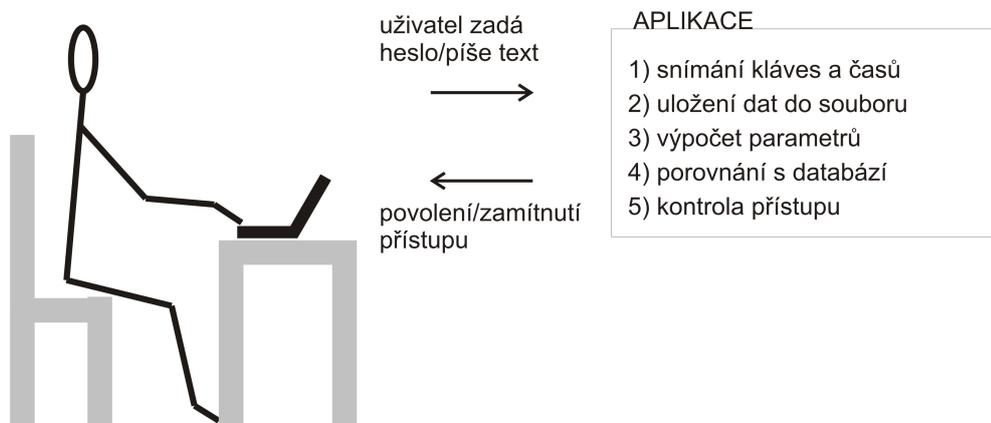 uživatel zadá
heslo/píše text
povolení/zamítnutí
přístupu
APLIKACE
1) snímání kláves a časů
2) uložení dat do souboru
3) výpočet parametrů
4) porovnání s databází
5) kontrola přístupu